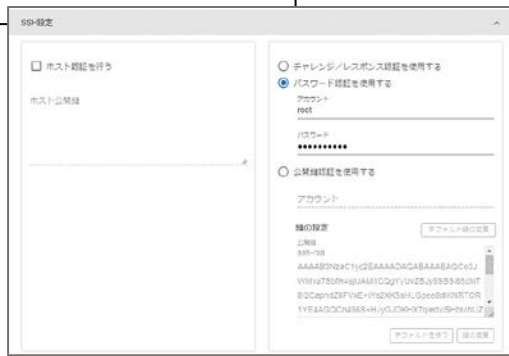 SSH設定
ホスト認証を行う
ホスト公開鍵
チャレンジ/レスポンス認証を使用する
パスワード認証を使用する
アカウント
root
パスワード
••••••••••
公開鍵認証を使用する
アカウント
鍵の設定
デフォルト鍵の変更
公開鍵
ssh-rsa
デフォルトを使う
鍵の変更